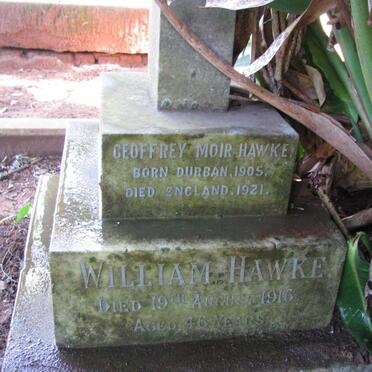 GEOFFREY MOIR HAWKE
BORN DURBAN, 1905.
DIED ENGLAND, 1921.
WILLIAM HAWKE
DIED 19TH AUGUST 1916
AGED 46 YEARS